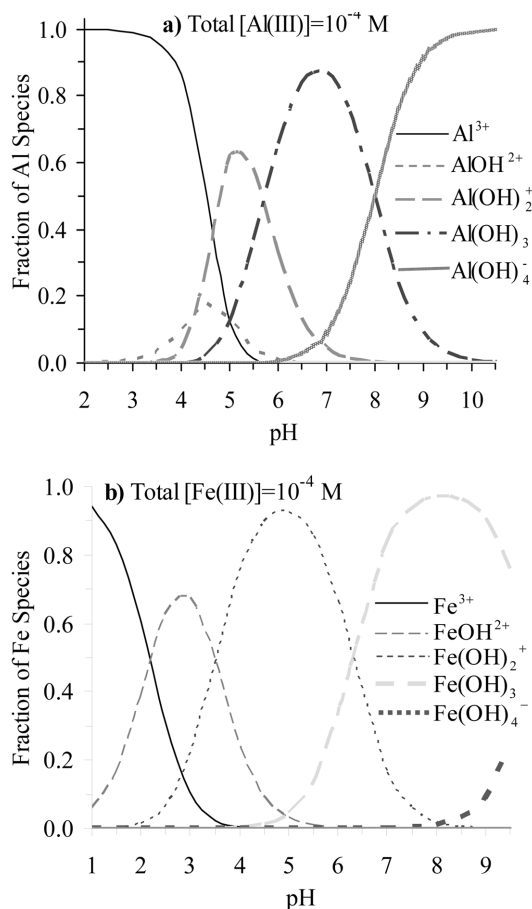 a) Total [Al(III)]=10⁻⁴ M
Fraction of Al Species
1.0
0.8
0.6
0.4
0.2
0.0
Al³⁺
AlOH²⁺
Al(OH)₂⁺
Al(OH)₃
Al(OH)₄⁻
2 3 4 5 6 7 8 9 10
pH
b) Total [Fe(III)]=10⁻⁴ M
Fraction of Fe Species
1.0
0.8
0.6
0.4
0.2
0.0
Fe³⁺
FeOH²⁺
Fe(OH)₂⁺
Fe(OH)₃
Fe(OH)₄⁻
1 2 3 4 5 6 7 8 9
pH